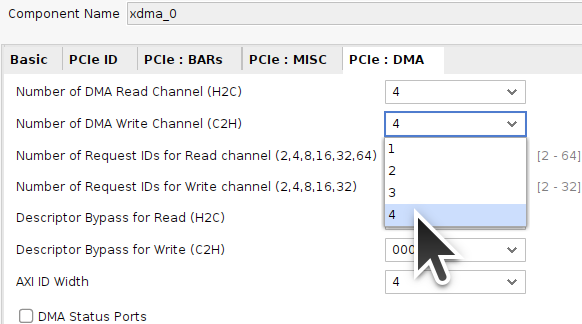 Component Name xdma_0
Basic PCIe ID PCIe : BARs PCIe : MISC PCIe : DMA
Number of DMA Read Channel (H2C) 4
Number of DMA Write Channel (C2H) 4
1
Number of Request IDs for Read channel (2,4,8,16,32,64) [2 - 64]
2
Number of Request IDs for Write channel (2,4,8,16,32) [2 - 32]
3
Descriptor Bypass for Read (H2C) 4
Descriptor Bypass for Write (C2H)
AXI ID Width 4
DMA Status Ports